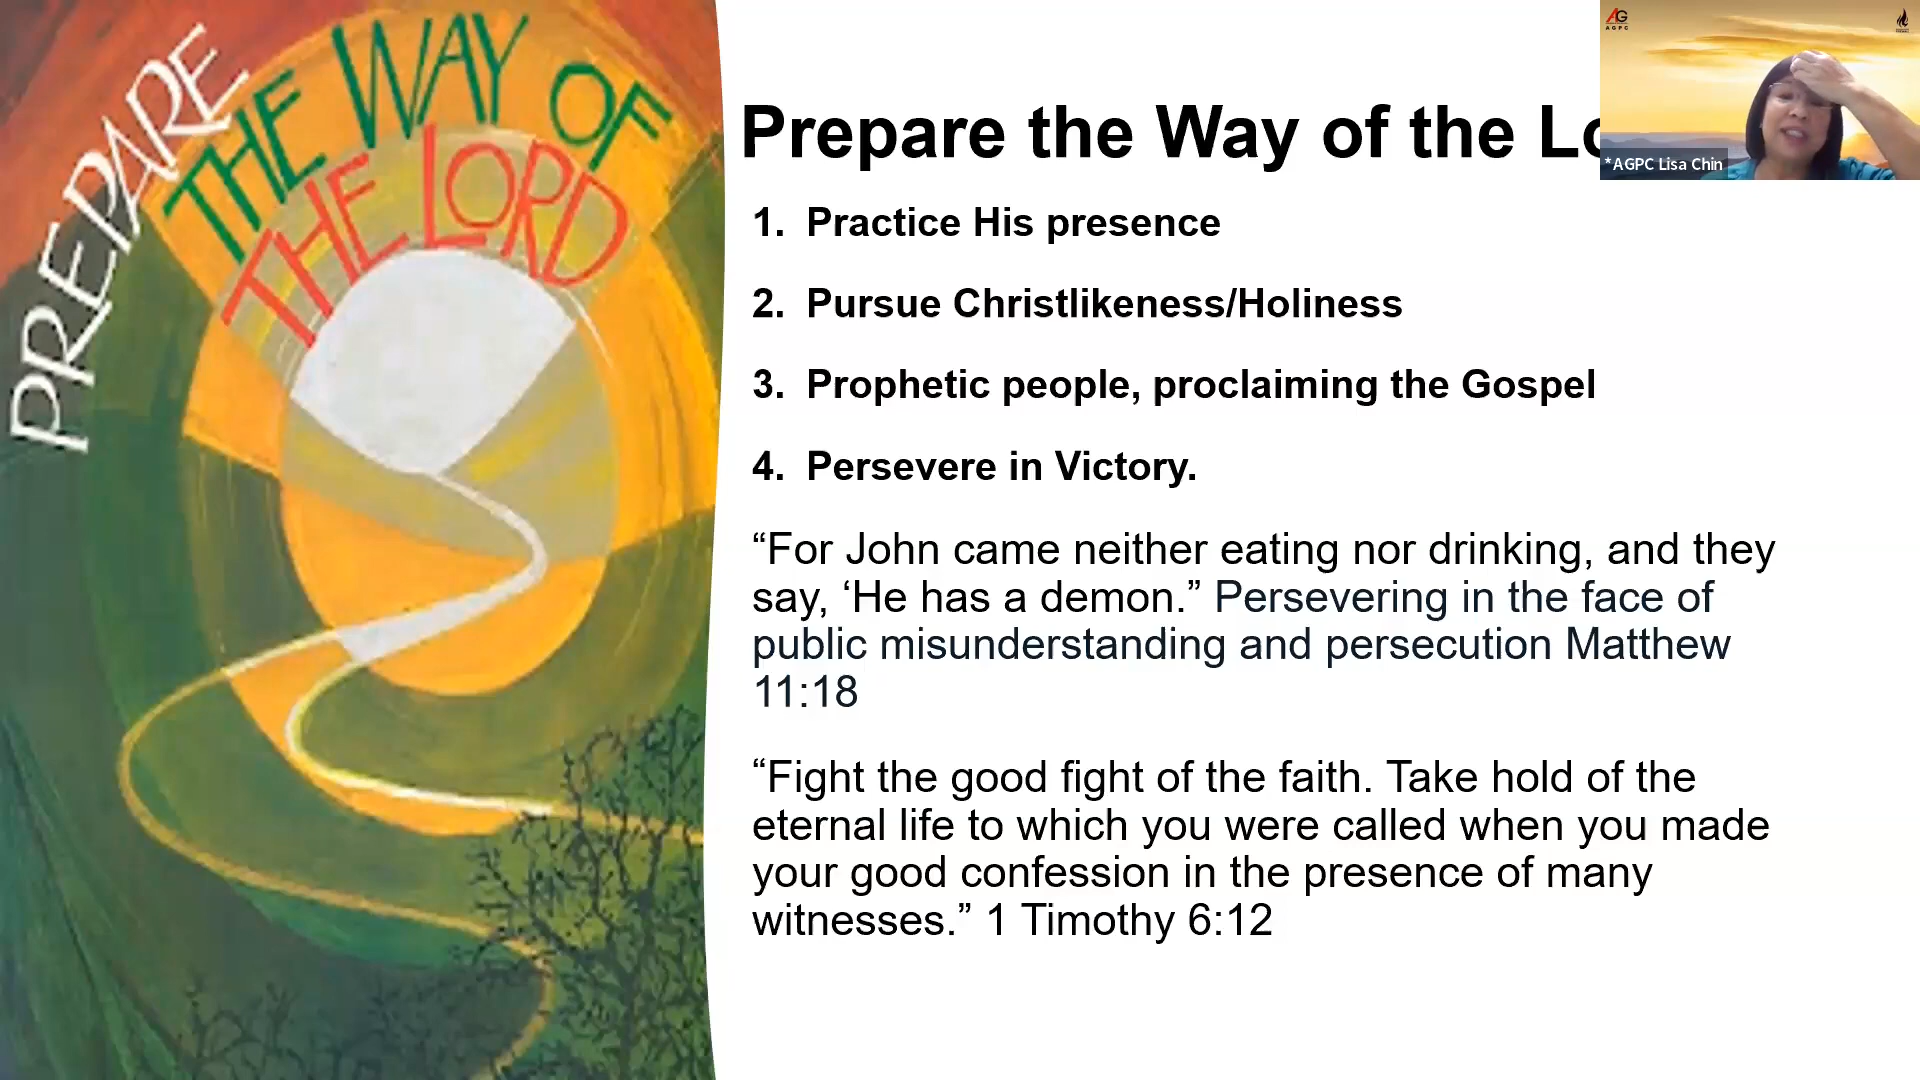 PREPARE
THE WAY OF
THE LORD
Prepare the Way of the Lo
AG
AGPC
*AGPC Lisa Chin
1. Practice His presence
2. Pursue Christlikeness/Holiness
3. Prophetic people, proclaiming the Gospel
4. Persevere in Victory.
“For John came neither eating nor drinking, and they
say, ‘He has a demon.” Persevering in the face of
public misunderstanding and persecution Matthew
11:18
“Fight the good fight of the faith. Take hold of the
eternal life to which you were called when you made
your good confession in the presence of many
witnesses.” 1 Timothy 6:12